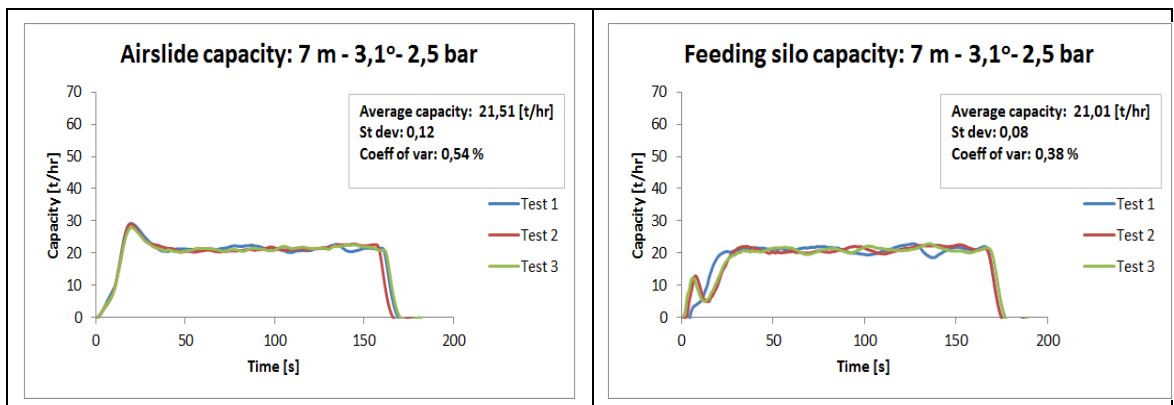 Airslide capacity: 7 m - 3,1º- 2,5 bar
Capacity [t/hr]
70
60
50
40
30
20
10
0
Average capacity: 21,51 [t/hr]
St dev: 0,12
Coeff of var: 0,54 %
Test 1
Test 2
Test 3
0 50 100 150 200
Time [s]
Feeding silo capacity: 7 m - 3,1º- 2,5 bar
Capacity [t/hr]
70
60
50
40
30
20
10
0
Average capacity: 21,01 [t/hr]
St dev: 0,08
Coeff of var: 0,38 %
Test 1
Test 2
Test 3
0 50 100 150 200
Time [s]